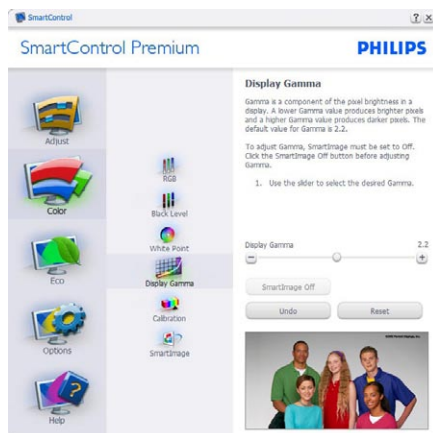 SmartControl
SmartControl Premium
PHILIPS
Adjust
Color
Eco
Options
Help
RGB
Black Level
White Point
Display Gamma
Calibration
SmartImage
Display Gamma
Gamma is a component of the pixel brightness in a
display. A lower Gamma value produces brighter pixels
and a higher Gamma value produces darker pixels. The
default value for Gamma is 2.2.
To adjust Gamma, SmartImage must be set to Off.
Click the SmartImage Off button before adjusting
Gamma.
1. Use the slider to select the desired Gamma.
Display Gamma 2.2
SmartImage Off
Undo Reset